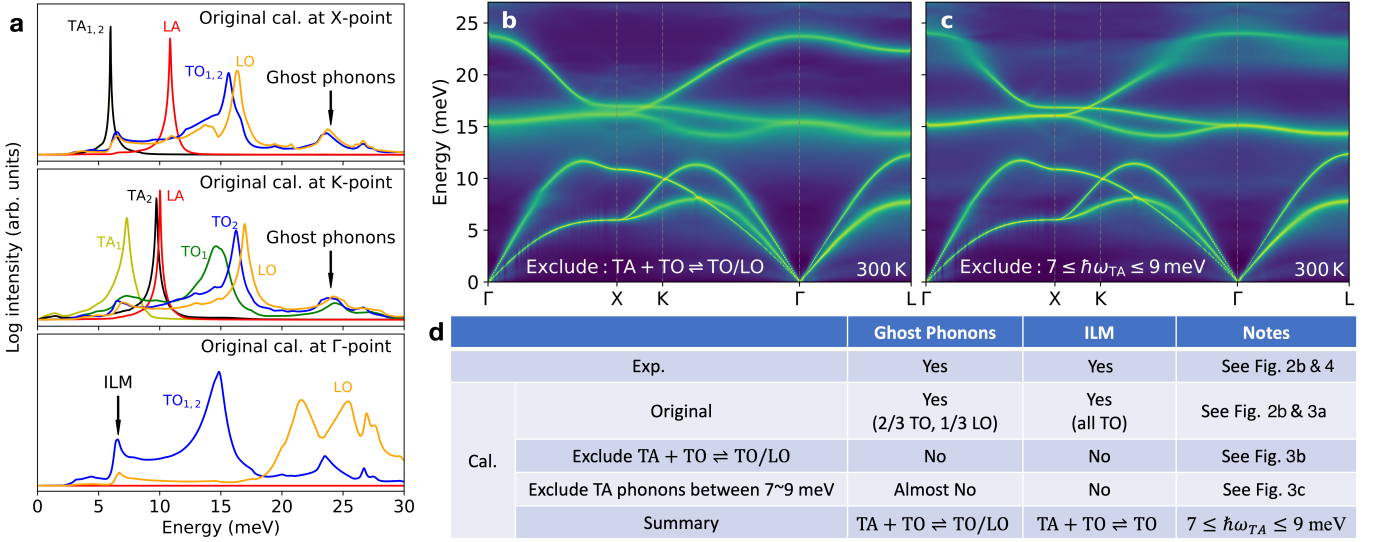 a
Log intensity (arb. units)
Original cal. at X-point
TA1,2
LA
TO1,2
LO
Ghost phonons
Original cal. at K-point
TA2
LA
TA1
TO1
TO2
LO
Ghost phonons
Original cal. at Γ-point
ILM
TO1,2
LO
0 5 10 15 20 25 30
Energy (meV)
b
Energy (meV)
25
20
15
10
5
0
Exclude : TA + TO ⇌ TO/LO
300 K
Γ X K Γ L
c
Exclude : 7 ≤ ℏωTA ≤ 9 meV
300 K
Γ X K Γ L
d
Ghost Phonons ILM Notes
Exp. Yes Yes See Fig. 2b & 4
Cal.
Original Yes Yes See Fig. 2b & 3a
(2/3 TO, 1/3 LO) (all TO)
Exclude TA + TO ⇌ TO/LO No No See Fig. 3b
Exclude TA phonons between 7~9 meV Almost No No See Fig. 3c
Summary TA + TO ⇌ TO/LO TA + TO ⇌ TO 7 ≤ ℏωTA ≤ 9 meV